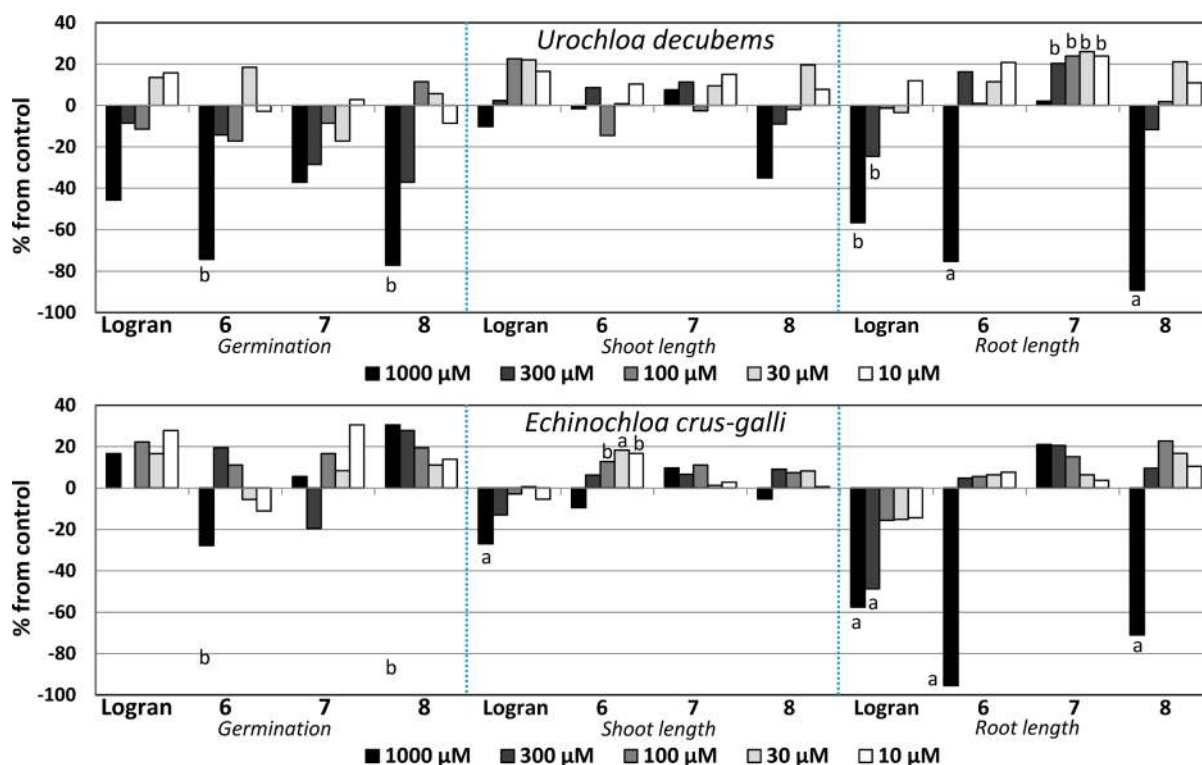 40
20
0
-20
-40
-60
-80
-100
% from control
Urochloa decubems
b b b b
b
b
b
b
a
a
Logran 6 7 8 Logran 6 7 8 Logran 6 7 8
Germination Shoot length Root length
1000 µM 300 µM 100 µM 30 µM 10 µM
40
20
0
-20
-40
-60
-80
-100
% from control
Echinochloa crus-galli
b a b
a
a
a
b
b
a
a
Logran 6 7 8 Logran 6 7 8 Logran 6 7 8
Germination Shoot length Root length
1000 µM 300 µM 100 µM 30 µM 10 µM